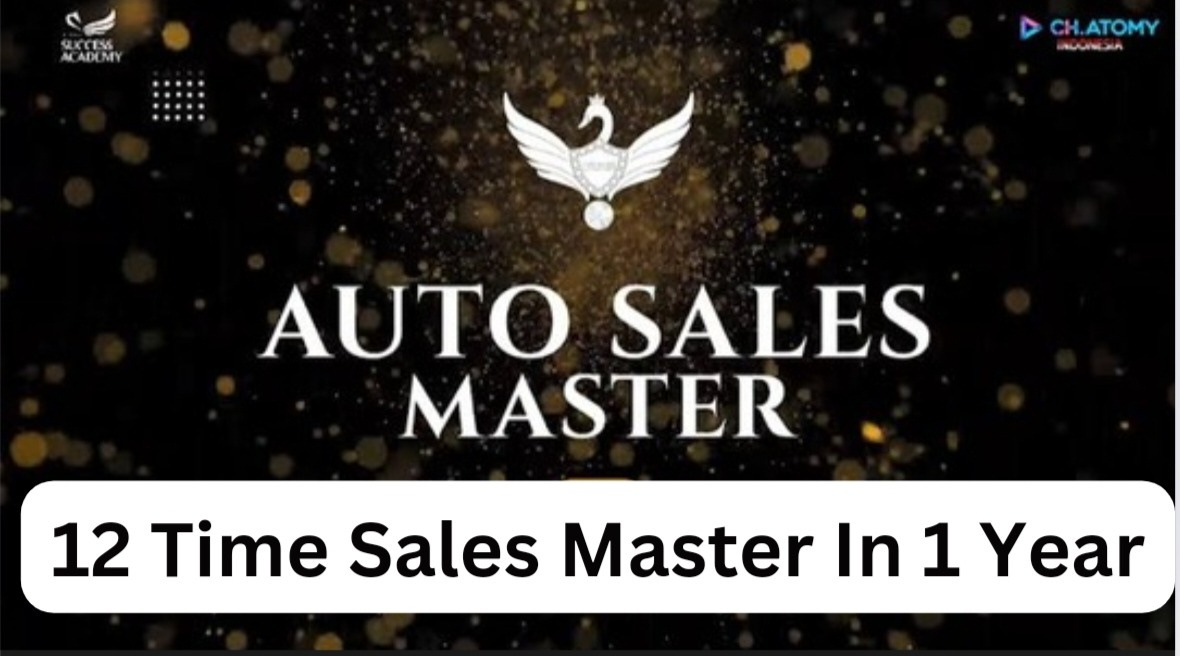 SUCCESS
ACADEMY
CH.ATOMY
INDONESIA
AUTO SALES
MASTER
12 Time Sales Master In 1 Year